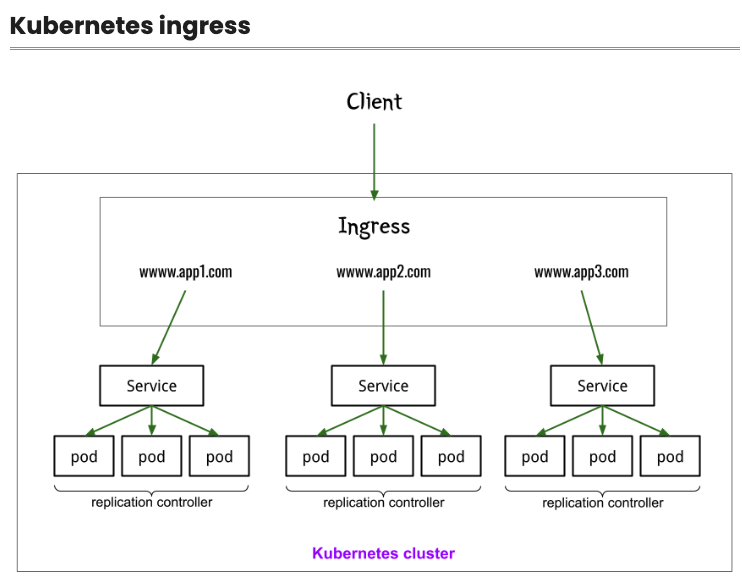 Kubernetes ingress
Client
Ingress
wwww.app1.com wwww.app2.com wwww.app3.com
Service Service Service
pod pod pod pod pod pod pod pod pod
replication controller replication controller replication controller
Kubernetes cluster